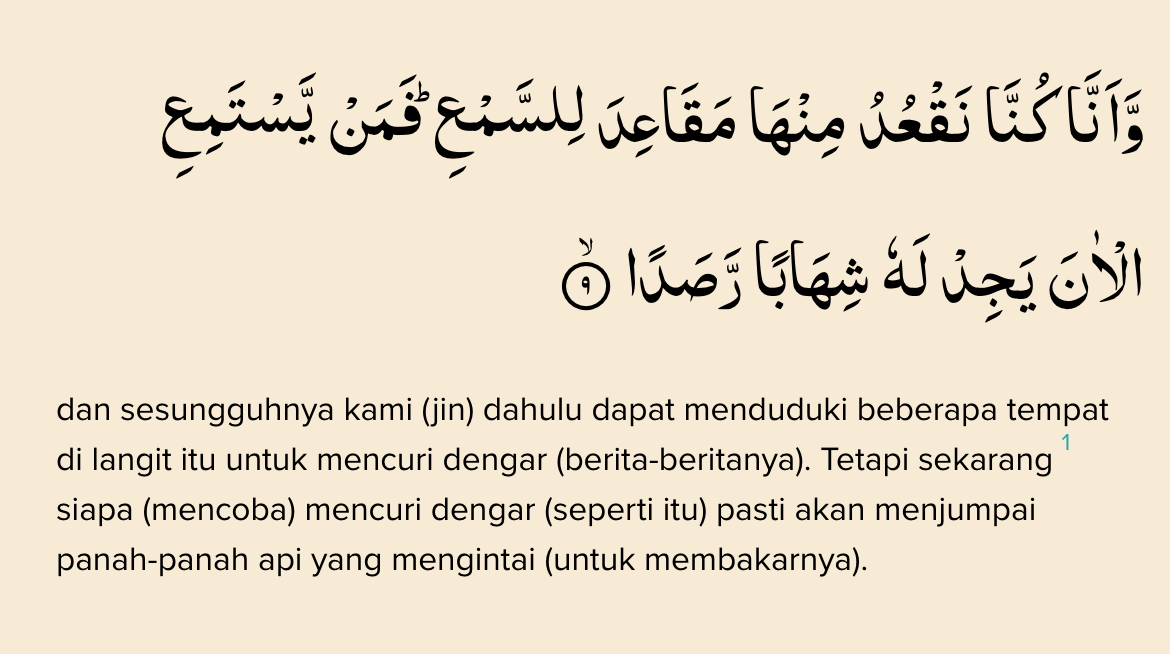 وَّاَنَّا كُنَّا نَقْعُدُ مِنْهَا مَقَاعِدَ لِلسَّمْعِۗ فَمَنْ يَّسْتَمِعِ
الْاٰنَ يَجِدْ لَهٗ شِهَابًا رَّصَدًاۙ ٩
dan sesungguhnya kami (jin) dahulu dapat menduduki beberapa tempat
di langit itu untuk mencuri dengar (berita-beritanya). Tetapi sekarang 1
siapa (mencoba) mencuri dengar (seperti itu) pasti akan menjumpai
panah-panah api yang mengintai (untuk membakarnya).